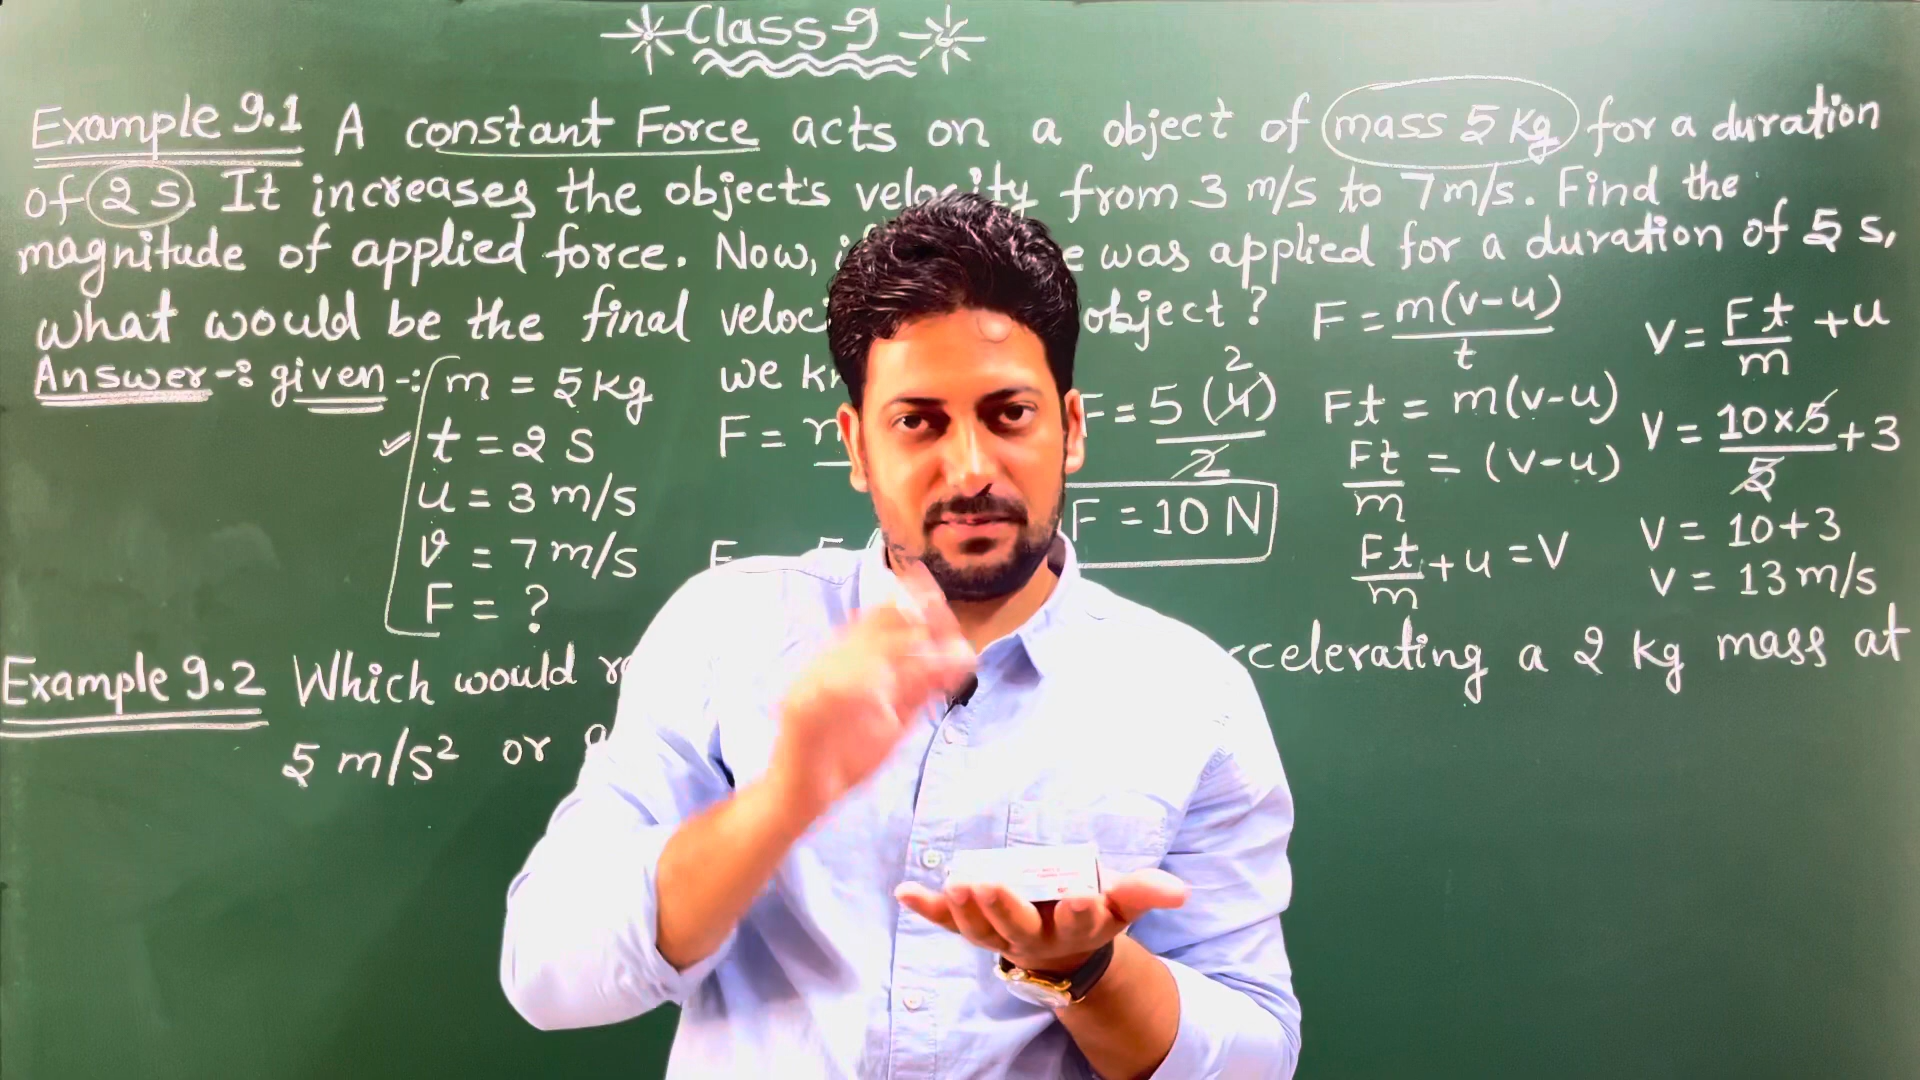 Class-9
Example 9.1 A constant Force acts on a object of mass 5 Kg for a duration
of 2 s. It increases the object's velocity from 3 m/s to 7 m/s. Find the
magnitude of applied force. Now, was applied for a duration of 5 s,
what would be the final object?
Answer-: given-: m = 5 Kg
t = 2 S
u = 3 m/s
v = 7 m/s
F = ?
we
F =
F = 5 (4) 2
2
F = 10 N
F = m(v-u)
t
Ft = m(v-u)
Ft = (v-u)
m
Ft + u = V
m
V = Ft + u
m
V = 10×5 + 3
5
V = 10+3
V = 13 m/s
Example 9.2 Which would a 2 kg mass at
5 m/s² or